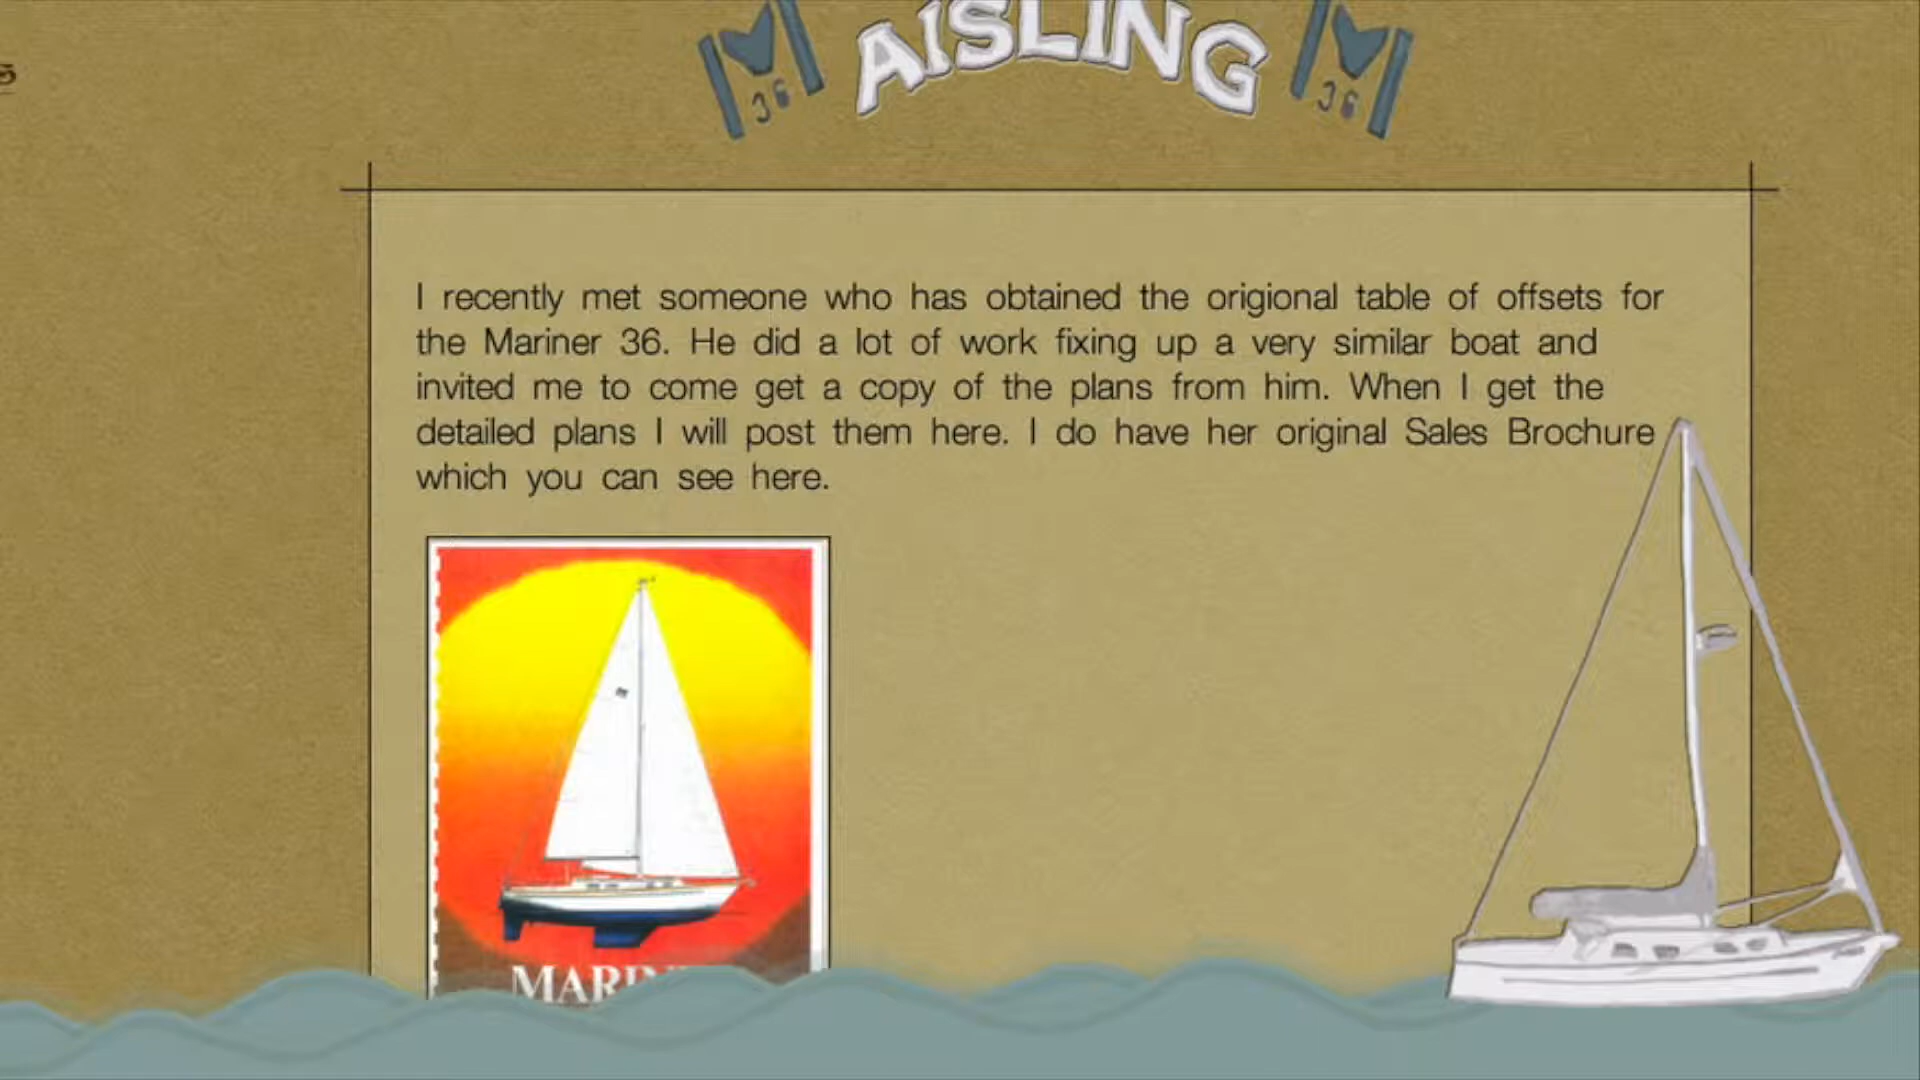 AISLING
36
36
I recently met someone who has obtained the origional table of offsets for
the Mariner 36. He did a lot of work fixing up a very similar boat and
invited me to come get a copy of the plans from him. When I get the
detailed plans I will post them here. I do have her original Sales Brochure
which you can see here.